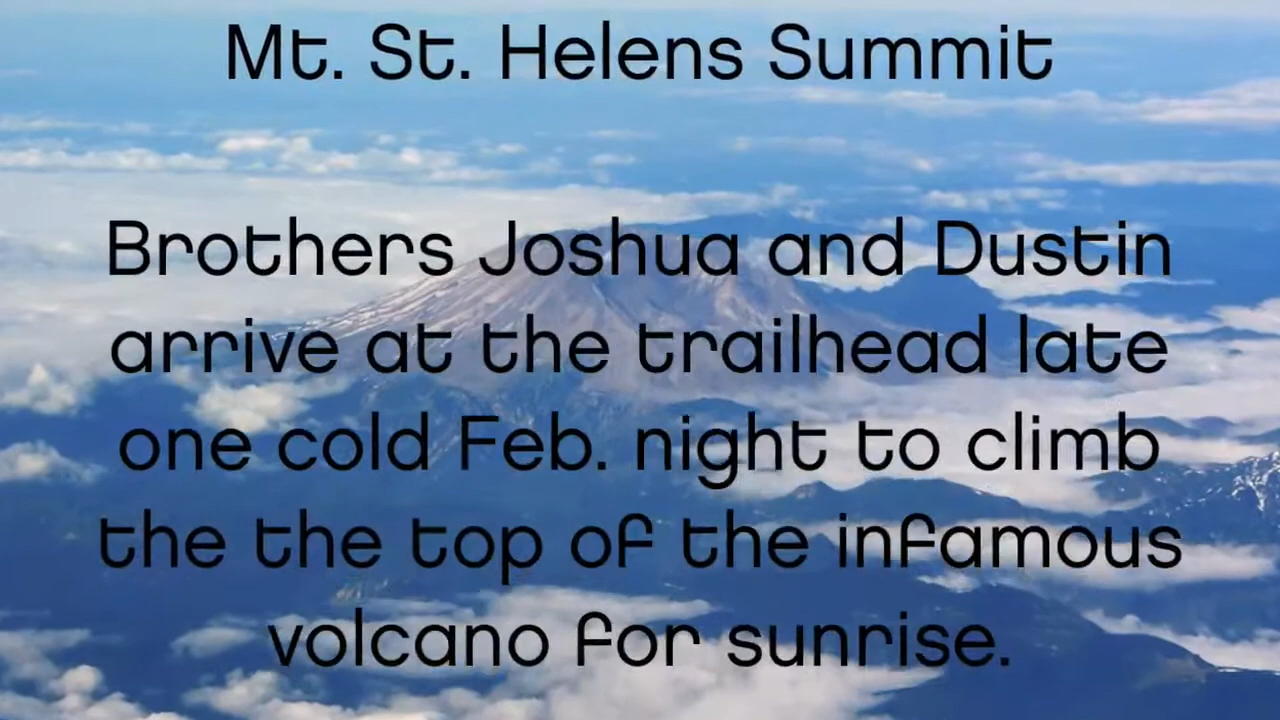 Mt. St. Helens Summit
Brothers Joshua and Dustin
arrive at the trailhead late
one cold Feb. night to climb
the the top of the infamous
volcano for sunrise.